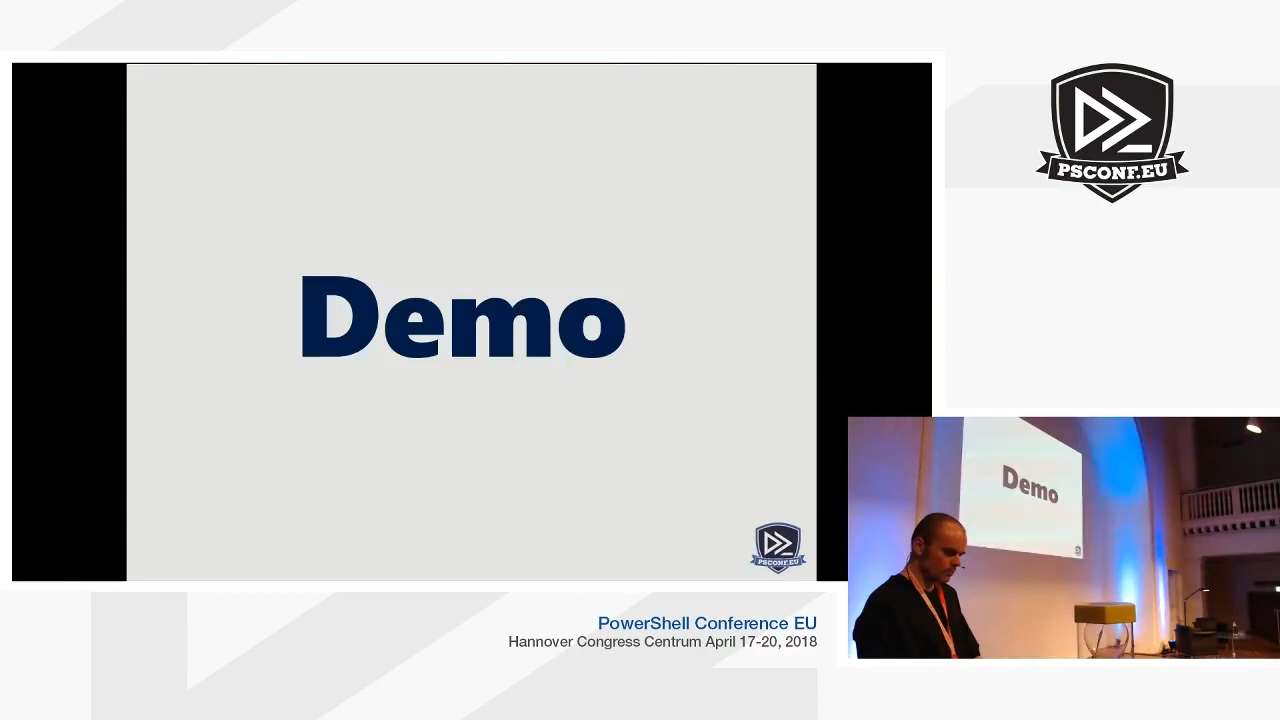 Demo
PSCONF.EU
PSCONF.EU
Demo
PowerShell Conference EU
Hannover Congress Centrum April 17-20, 2018